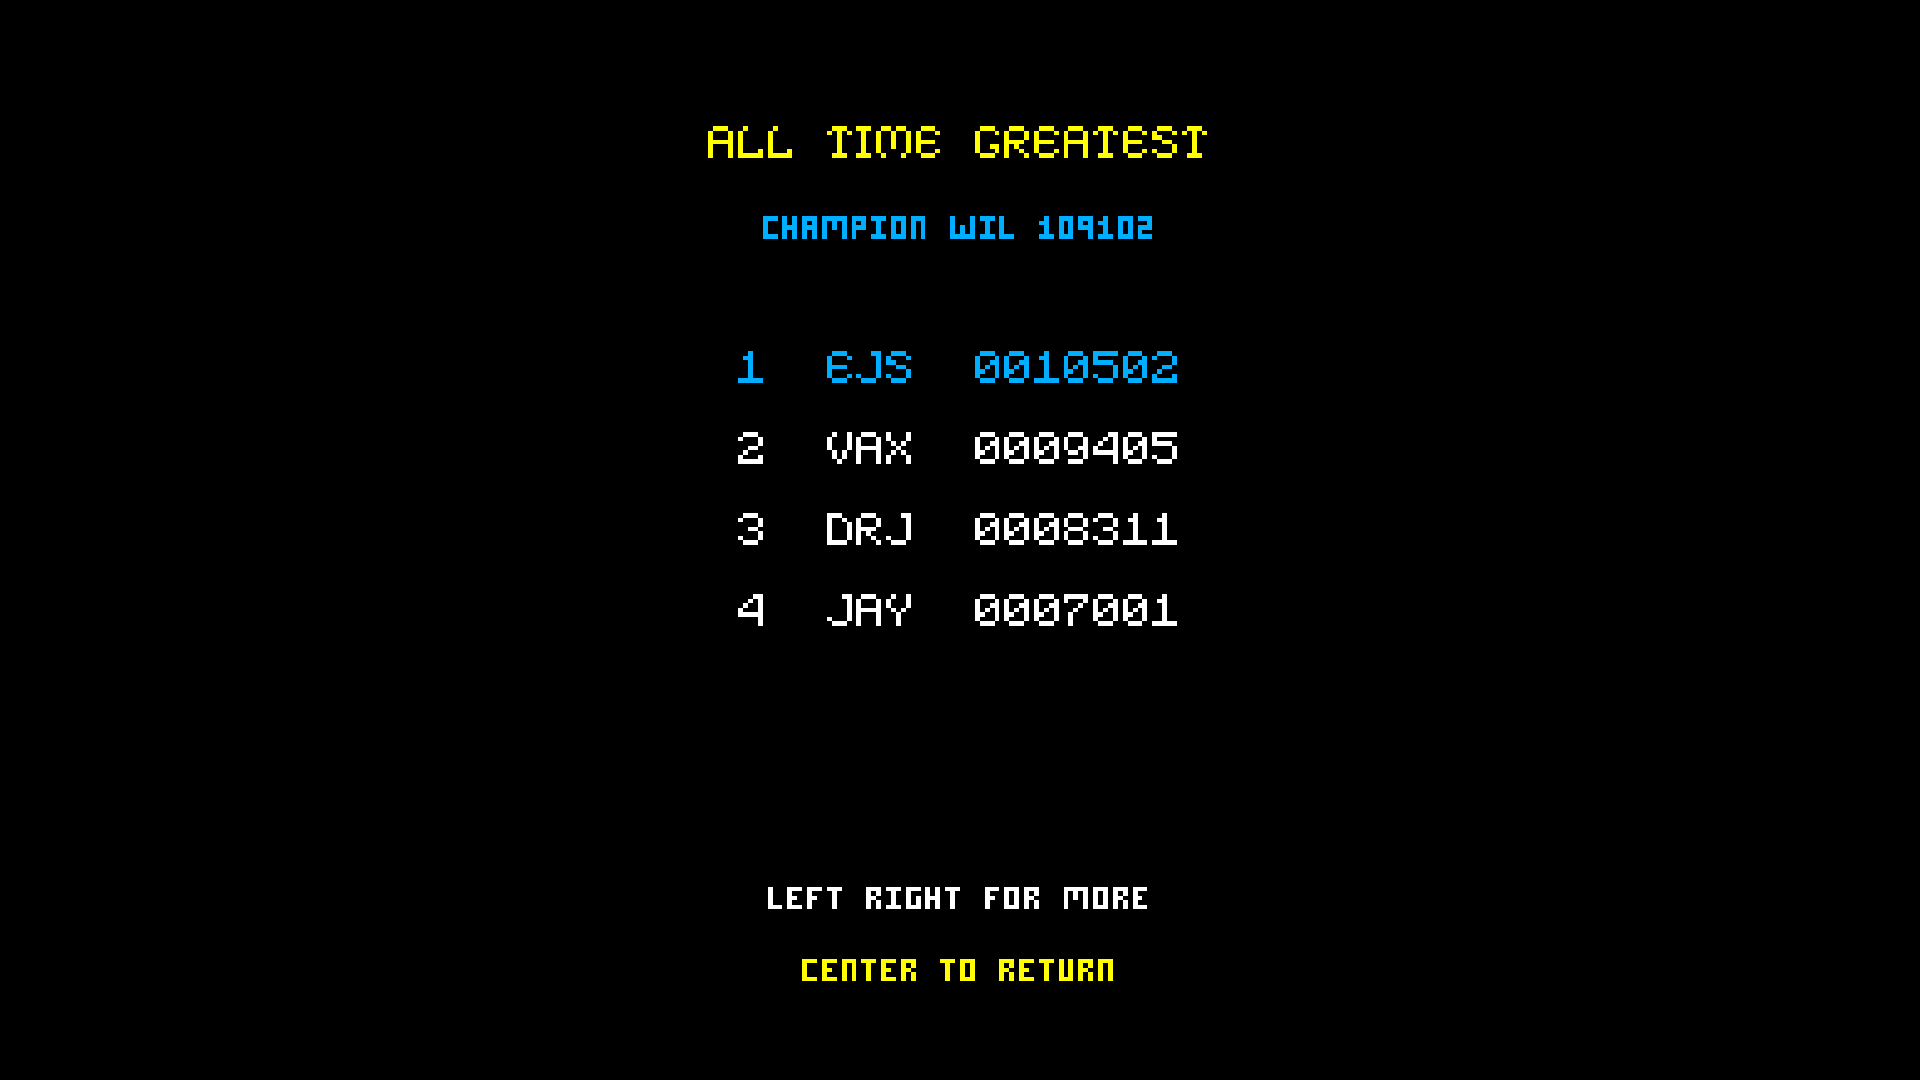 ALL TIME GREATEST
CHAMPION WIL 109102
1 EJS 0010502
2 VAX 0009405
3 DRJ 0008311
4 JAY 0007001
LEFT RIGHT FOR MORE
CENTER TO RETURN